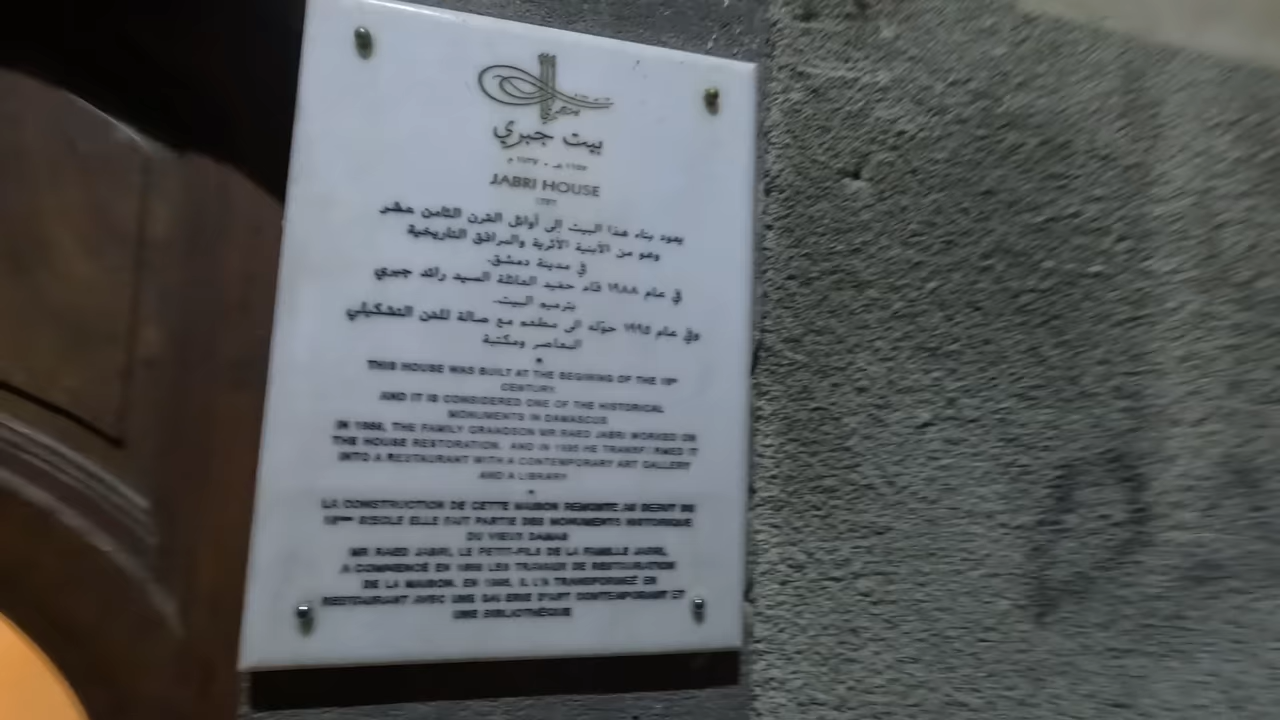 بيت جبري
JABRI HOUSE
يعود بناء هذا البيت إلى أوائل القرن الثامن عشر
وهو من الأبنية الأثرية والمرافق التاريخية
في مدينة دمشق.
في عام ١٩٨٨ قام حفيد العائلة السيد رائد جبري
بترميم البيت.
وفي عام ١٩٩٥ حوّله الى مطعم مع صالة للفن التشكيلي
المعاصر ومكتبة
THIS HOUSE WAS BUILT AT THE BEGINING OF THE 18th
CENTURY
AND IT IS CONSIDERED ONE OF THE HISTORICAL
MONUMENTS IN DAMASCUS
IN 1988, THE FAMILY GRANDSON MR RAED JABRI WORKED ON
THE HOUSE RESTORATION. AND IN 1995 HE TRANSFORMED IT
INTO A RESTAURANT WITH A CONTEMPORARY ART GALLERY
AND A LIBRARY
LA CONSTRUCTION DE CETTE MAISON REMONTE AU DEBUT DU
18ème SIECLE ELLE FAIT PARTIE DES MONUMENTS HISTORIQUE
DU VIEUX DAMAS
MR RAED JABRI, LE PETIT-FILS DE LA FAMILLE JABRI,
A COMMENCÉ EN 1988 LES TRAVAUX DE RESTAURATION
DE LA MAISON. EN 1995, IL L'A TRANSFORMEÉ EN
RESTAURANT AVEC UNE GALERIE D'ART CONTEMPORANT ET
UNE BIBLIOTHÈQUE